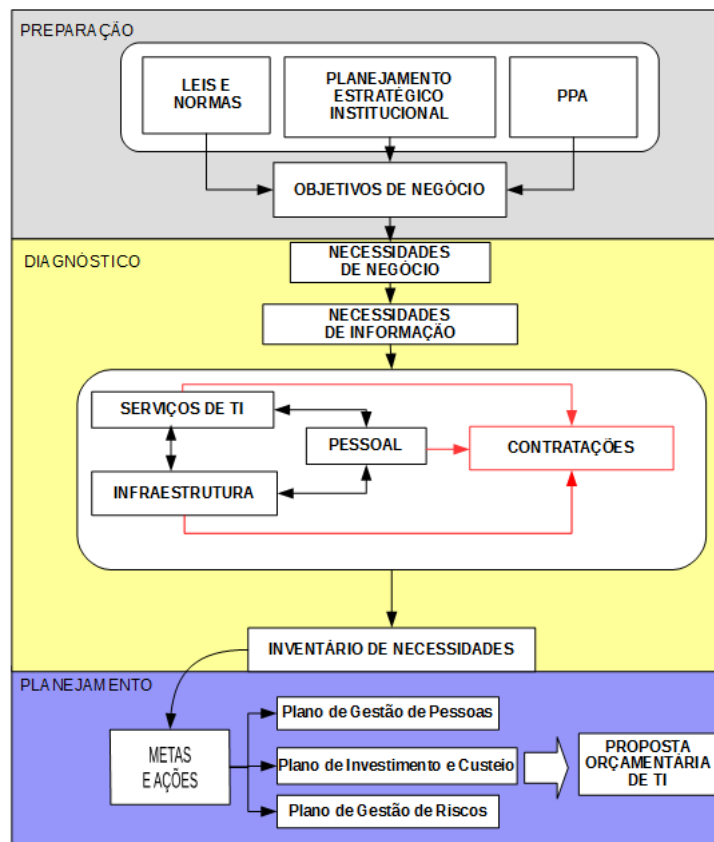 PREPARAÇÃO
LEIS E
NORMAS
PLANEJAMENTO
ESTRATÉGICO
INSTITUCIONAL
PPA
OBJETIVOS DE NEGÓCIO
DIAGNÓSTICO
NECESSIDADES
DE NEGÓCIO
NECESSIDADES
DE INFORMAÇÃO
SERVIÇOS DE TI
PESSOAL
CONTRATAÇÕES
INFRAESTRUTURA
INVENTÁRIO DE NECESSIDADES
PLANEJAMENTO
METAS
E AÇÕES
Plano de Gestão de Pessoas
Plano de Investimento e Custeio
Plano de Gestão de Riscos
PROPOSTA
ORÇAMENTÁRIA
DE TI